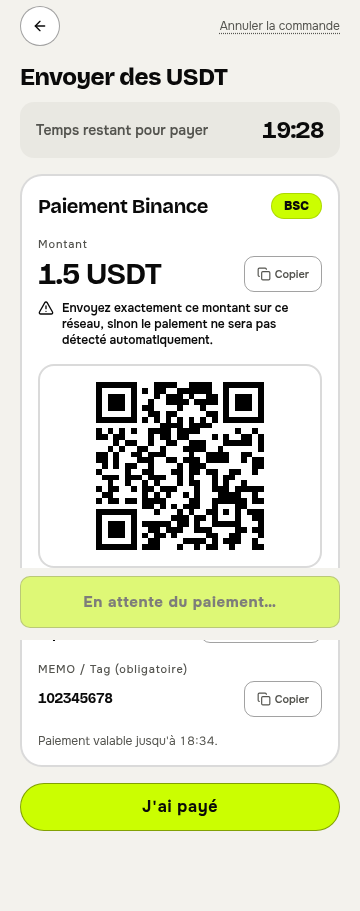 Annuler la commande
Envoyer des USDT
Temps restant pour payer
19:28
Paiement Binance
BSC
Montant
1.5 USDT
Copier
Envoyez exactement ce montant sur ce
réseau, sinon le paiement ne sera pas
détecté automatiquement.
En attente du paiement...
MEMO / Tag (obligatoire)
102345678
Copier
Paiement valable jusqu'à 18:34.
J'ai payé